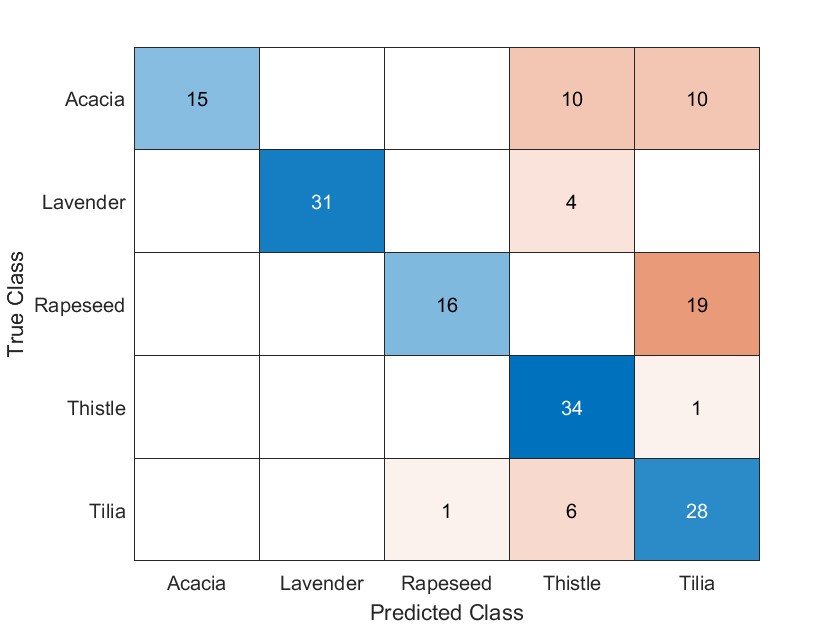 True Class
Acacia 15 10 10
Lavender 31 4
Rapeseed 16 19
Thistle 34 1
Tilia 1 6 28
Acacia Lavender Rapeseed Thistle Tilia
Predicted Class